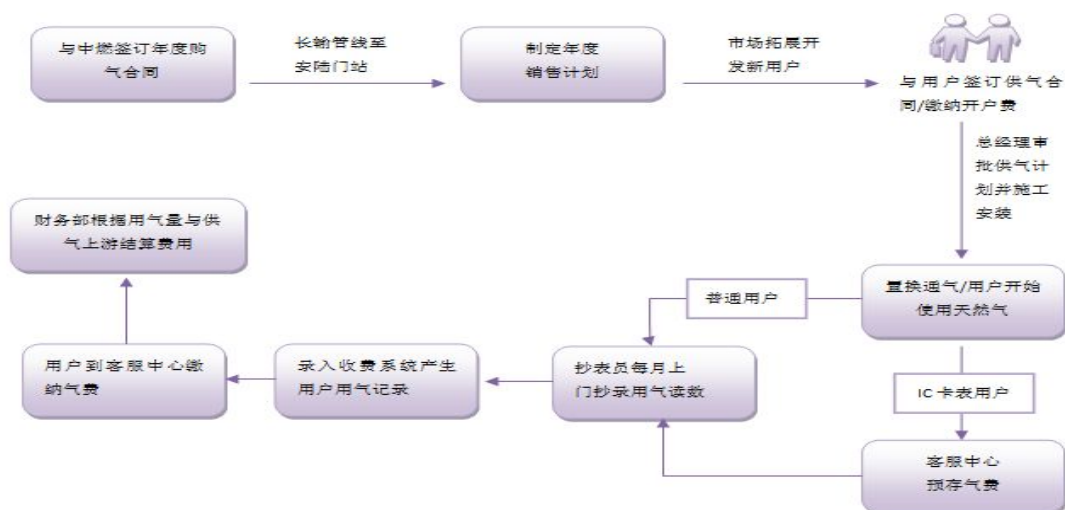 与中燃签订年度购
气合同
长输管线至
安陆门站
制定年度
销售计划
市场拓展开
发新用户
与用户签订供气合
同/缴纳开户费
总经理审
批供气计
划并施工
安装
财务部根据用气量与供
气上游结算费用
普通用户
置换通气/用户开始
使用天然气
用户到客服中心缴
纳气费
录入收费系统产生
用户用气记录
抄表员每月上
门抄录用气读数
IC卡表用户
客服中心
预存气费